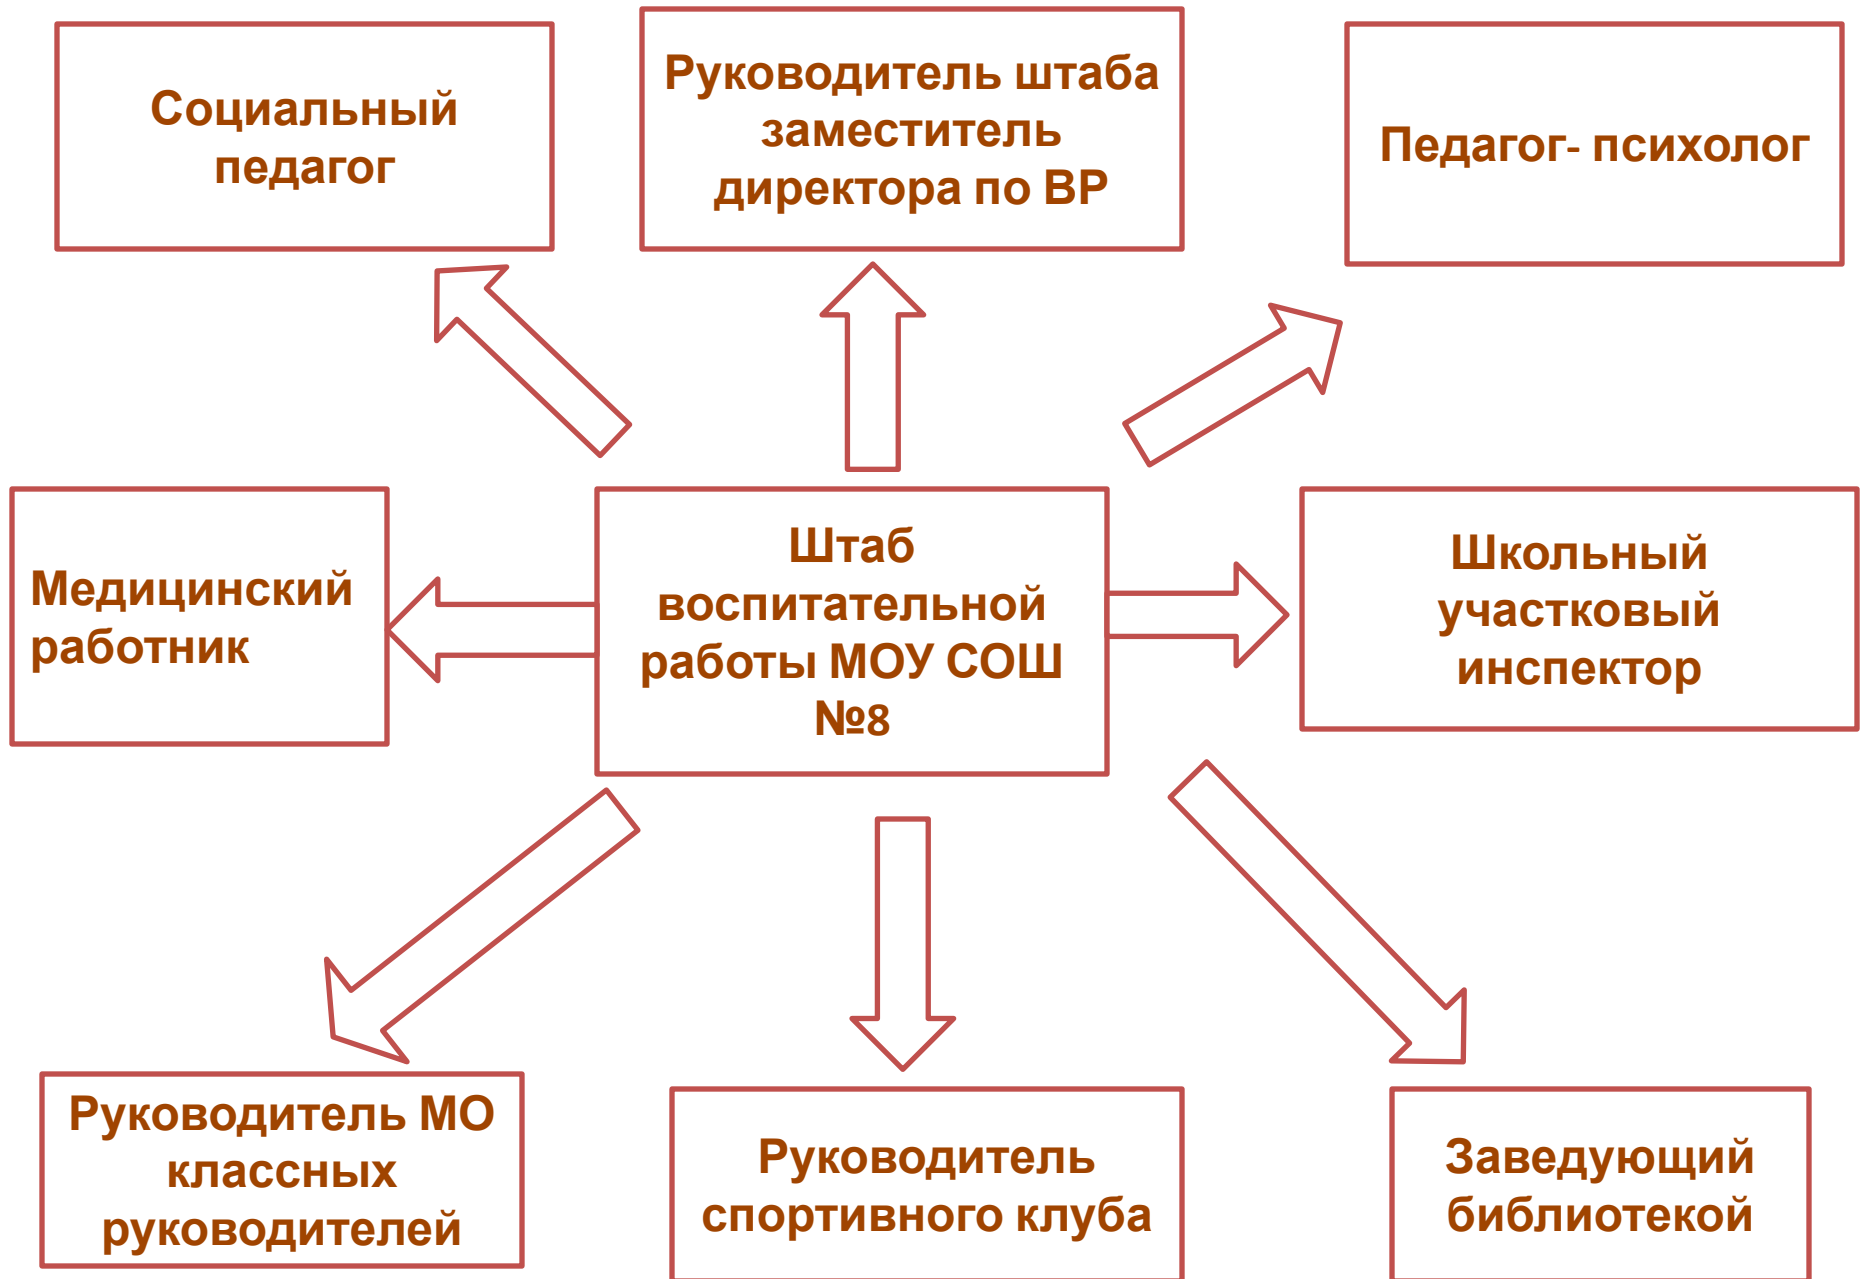 Социальный
педагог
Руководитель штаба
заместитель
директора по ВР
Педагог- психолог
Медицинский
работник
Штаб
воспитательной
работы МОУ СОШ
№8
Школьный
участковый
инспектор
Руководитель МО
классных
руководителей
Руководитель
спортивного клуба
Заведующий
библиотекой